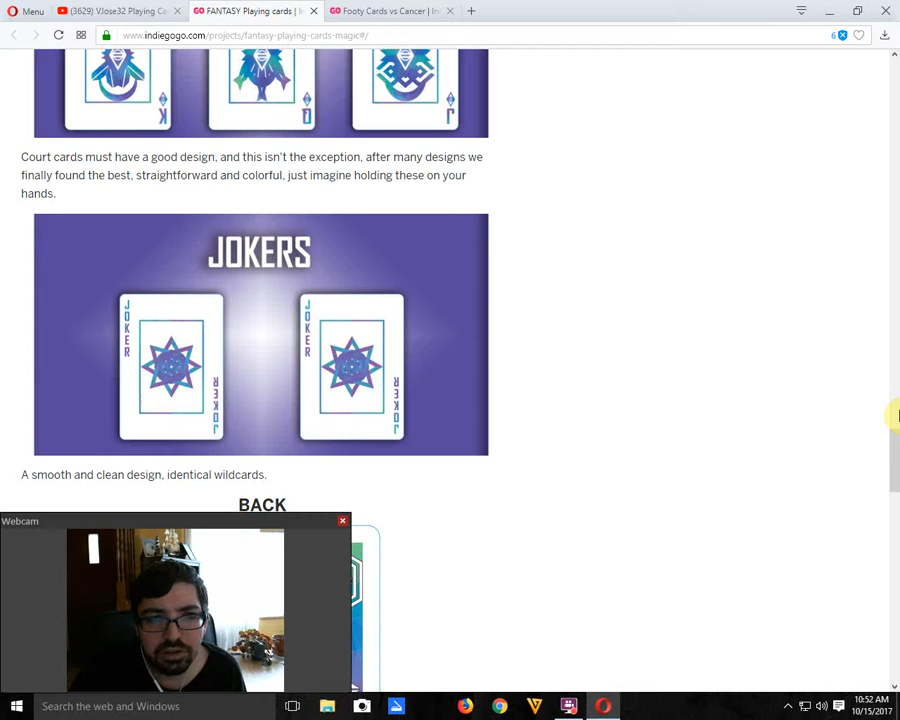 Menu
(3629) VJose32 Playing Ca
FANTASY Playing cards | In
Footy Cards vs Cancer | In
www.indiegogo.com/projects/fantasy-playing-cards-magic#/
6
K
Q
J
Court cards must have a good design, and this isn't the exception, after many designs we
finally found the best, straightforward and colorful, just imagine holding these on your
hands.
JOKERS
JOKER
JOKER
JOKER
JOKER
A smooth and clean design, identical wildcards.
BACK
Webcam
Search the web and Windows
10:52 AM
10/15/2017